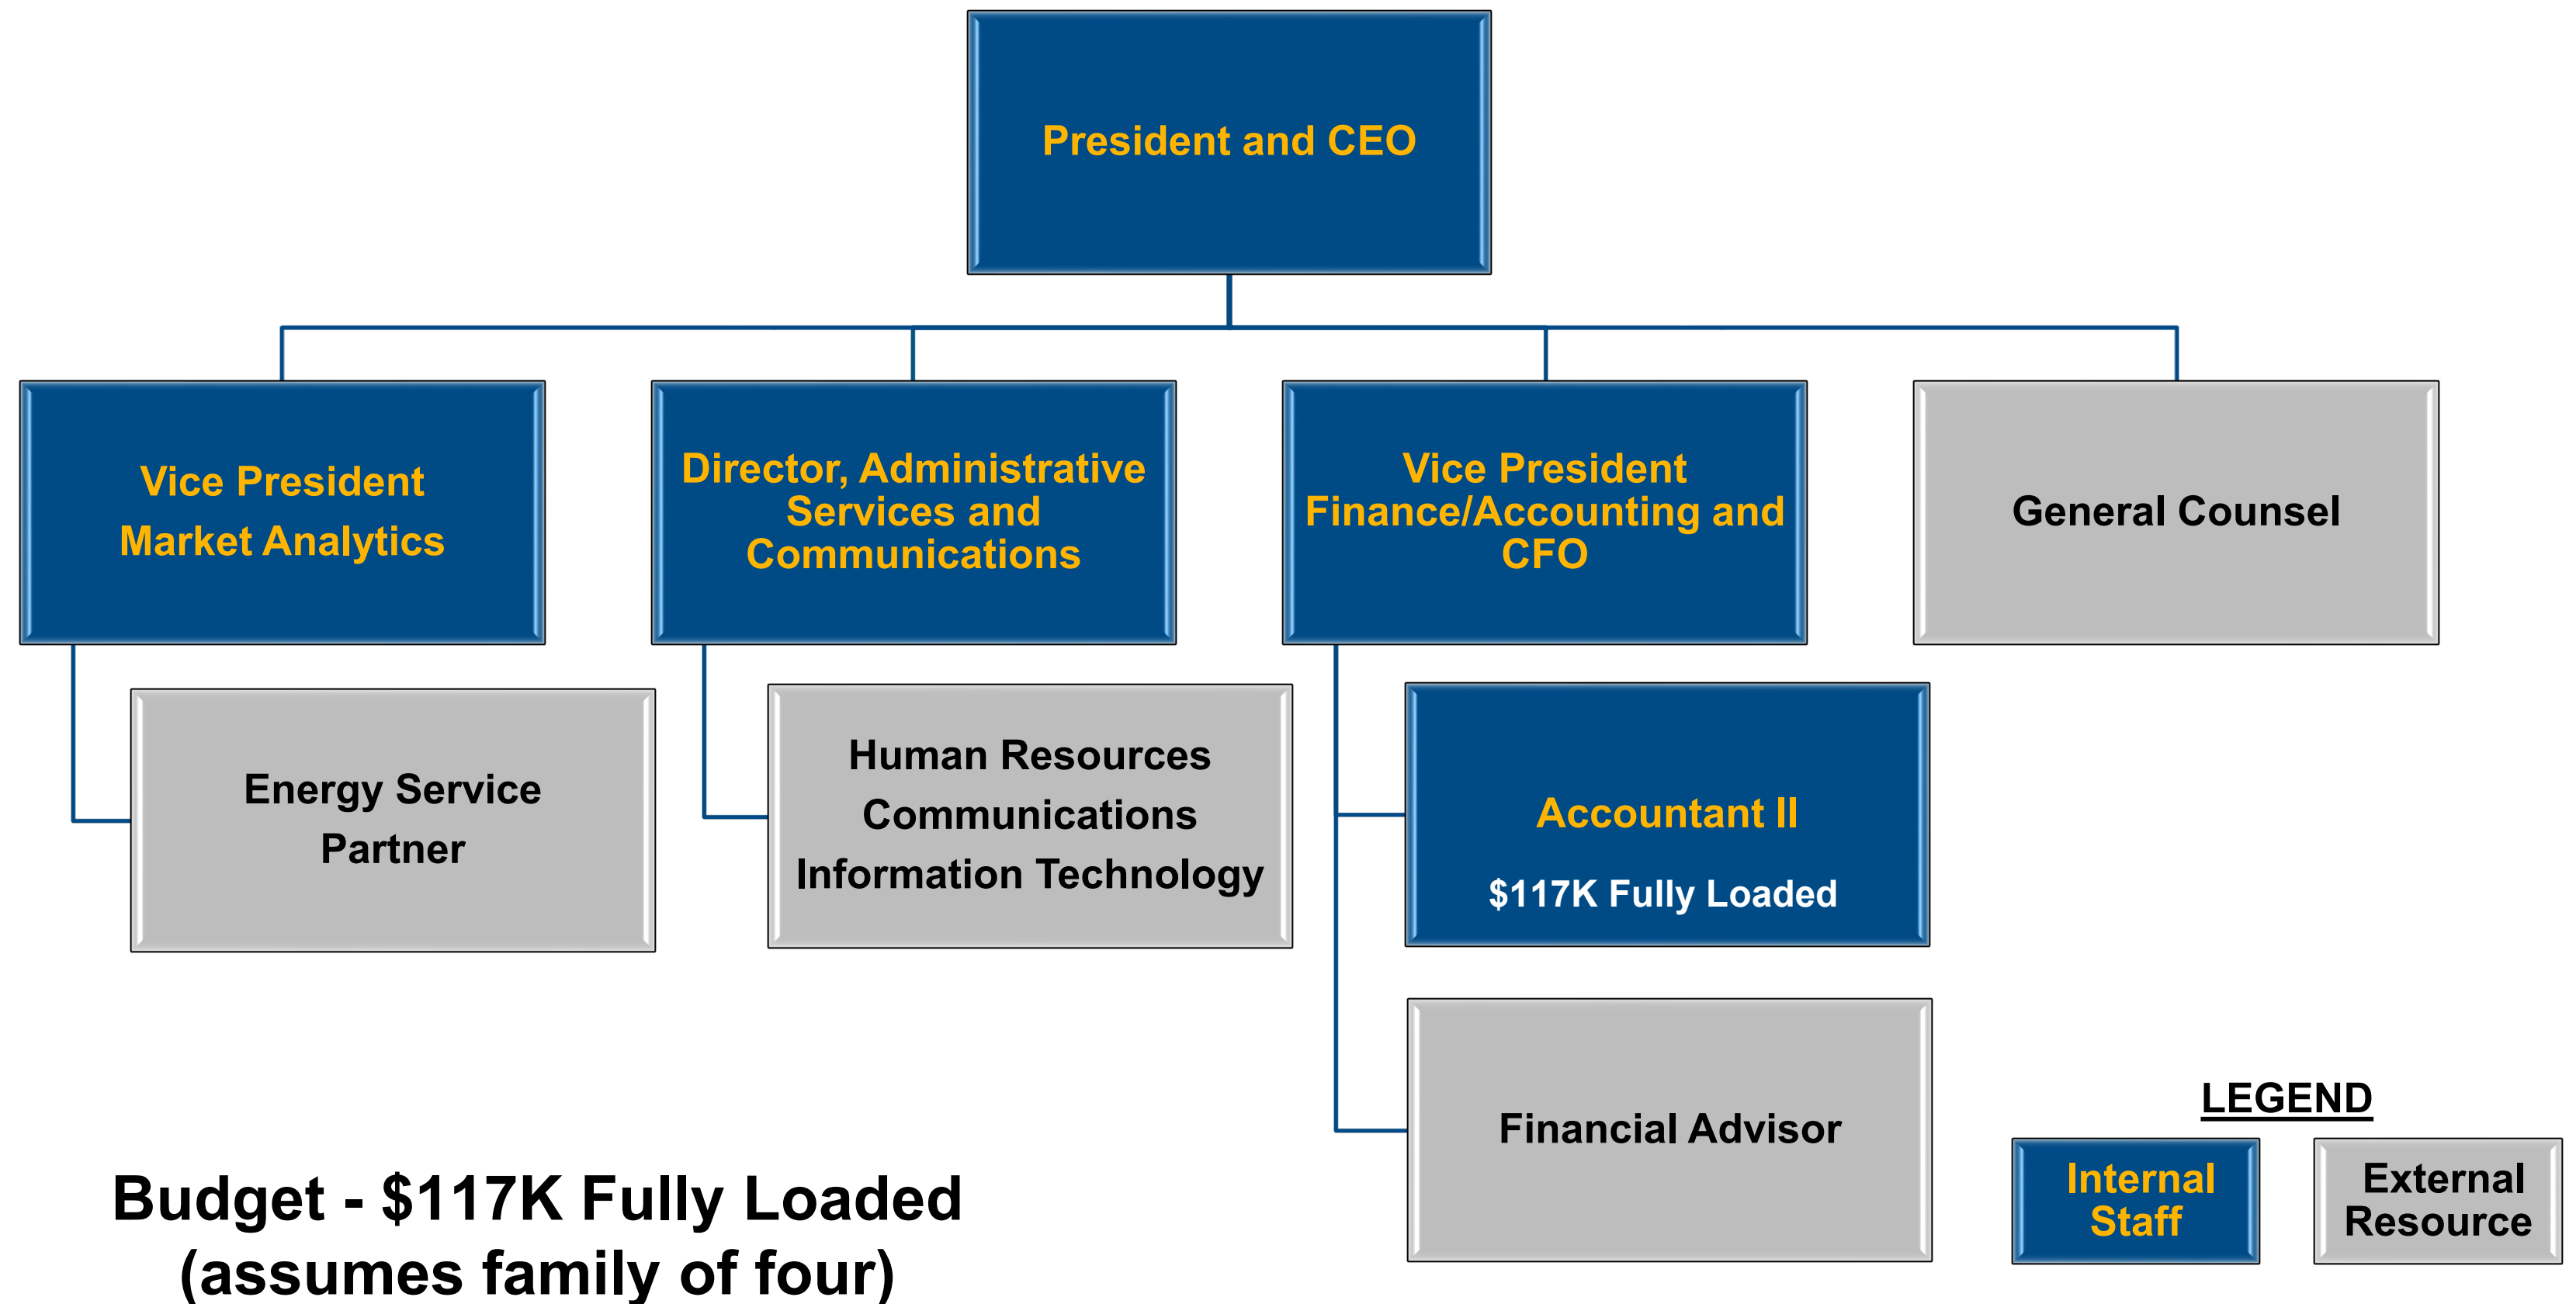 President and CEO
Vice President
Market Analytics
Director, Administrative
Services and
Communications
Vice President
Finance/Accounting and
CFO
General Counsel
Energy Service
Partner
Human Resources
Communications
Information Technology
Accountant II
$117K Fully Loaded
Financial Advisor
LEGEND
Internal
Staff
External
Resource
Budget - $117K Fully Loaded
(assumes family of four)